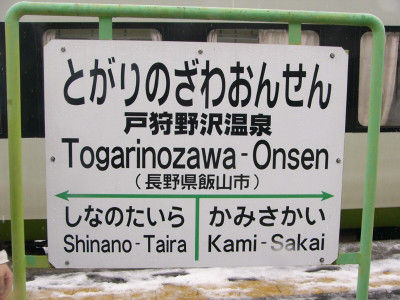 とがりのざわおんせん
戸狩野沢温泉
Togarinozawa-Onsen
（長野県飯山市）
しなのたいら かみさかい
Shinano-Taira Kami-Sakai